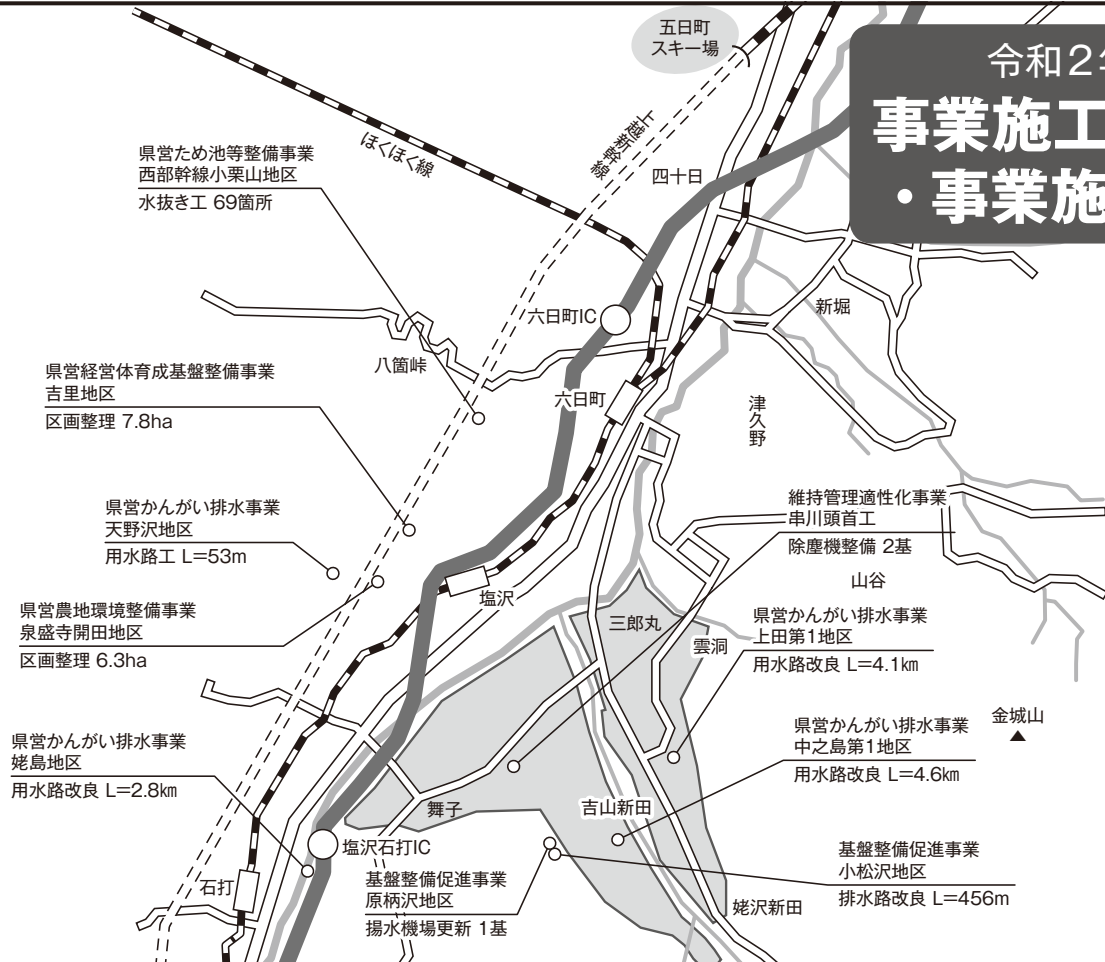 五日町
スキー場
令和2年
事業施工
・事業施
上越新幹線
ほくほく線
四十日
県営ため池等整備事業
西部幹線小栗山地区
水抜き工 69箇所
六日町IC
新堀
八箇峠
県営経営体育成基盤整備事業
吉里地区
区画整理 7.8ha
六日町
津久野
県営かんがい排水事業
天野沢地区
用水路工 L=53m
維持管理適性化事業
串川頭首工
除塵機整備 2基
山谷
塩沢
県営農地環境整備事業
泉盛寺開田地区
区画整理 6.3ha
三郎丸
雲洞
県営かんがい排水事業
上田第1地区
用水路改良 L=4.1km
金城山
県営かんがい排水事業
姥島地区
用水路改良 L=2.8km
県営かんがい排水事業
中之島第1地区
用水路改良 L=4.6km
舞子
吉山新田
塩沢石打IC
石打
基盤整備促進事業
原柄沢地区
揚水機場更新 1基
基盤整備促進事業
小松沢地区
排水路改良 L=456m
姥沢新田